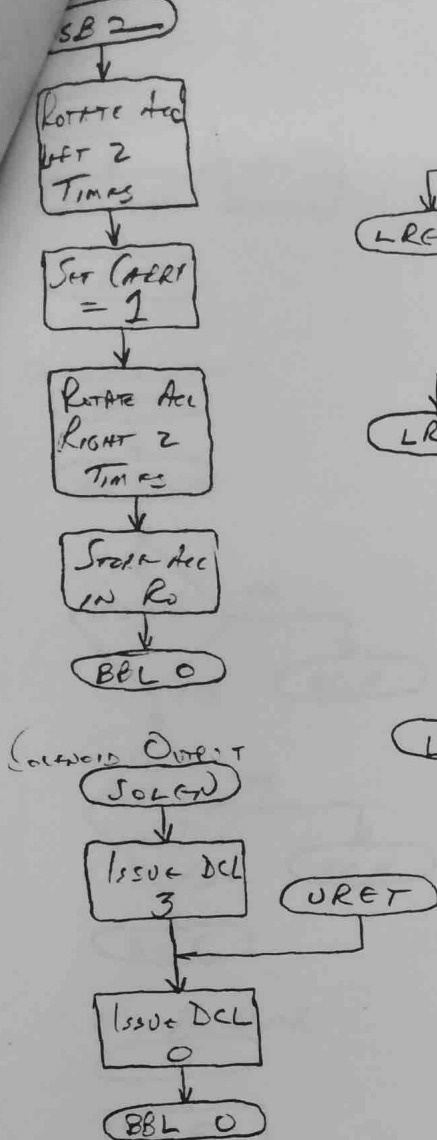 SB 2
ROTATE ACC
LEFT 2
TIMES
SET CARRY
= 1
ROTATE ACC
RIGHT 2
TIMES
STORE ACC
IN R0
BBL 0
SOLENOID OUTPUT
SOLEN
ISSUE DCL
3
URET
ISSUE DCL
0
BBL 0
LRE
LR
L